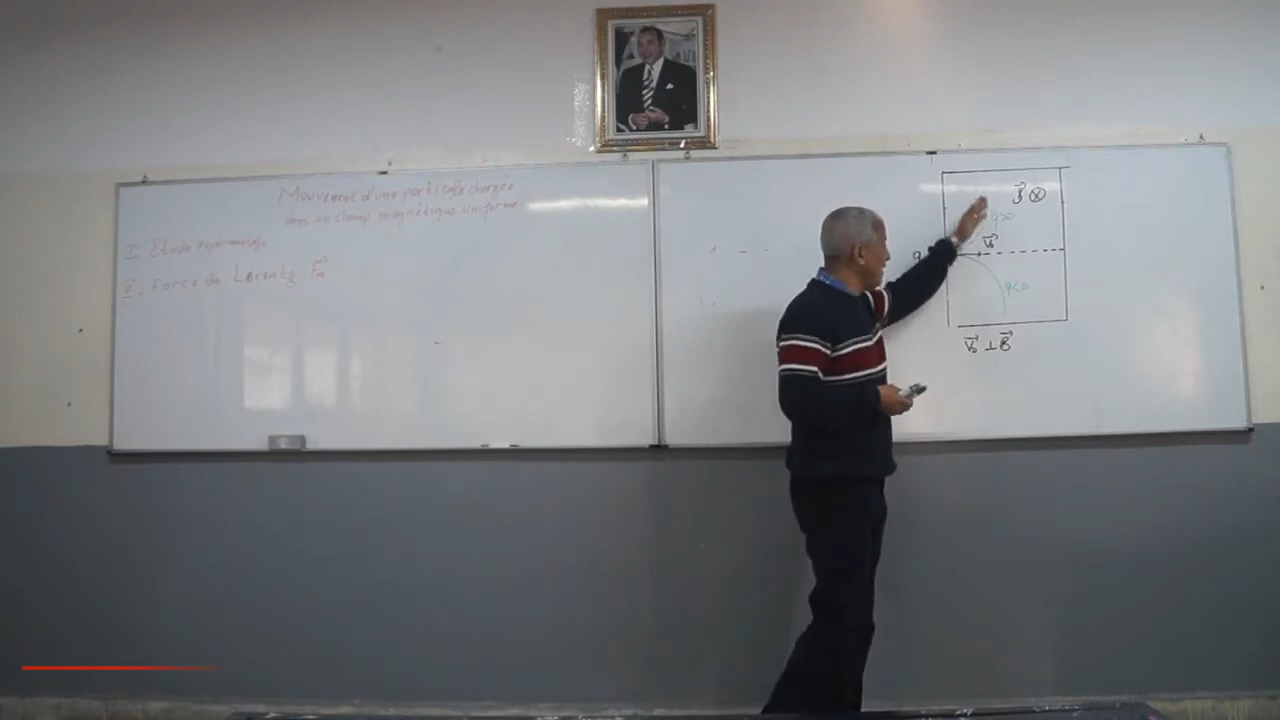 Mouvement d'une particule chargée
dans un champ magnétique uniforme
I Etude expérimentale
II. Force de Lorentz F⃗m
B⃗ ⊗
q>0
V⃗₀
q
q<0
V⃗₀ ⊥ B⃗